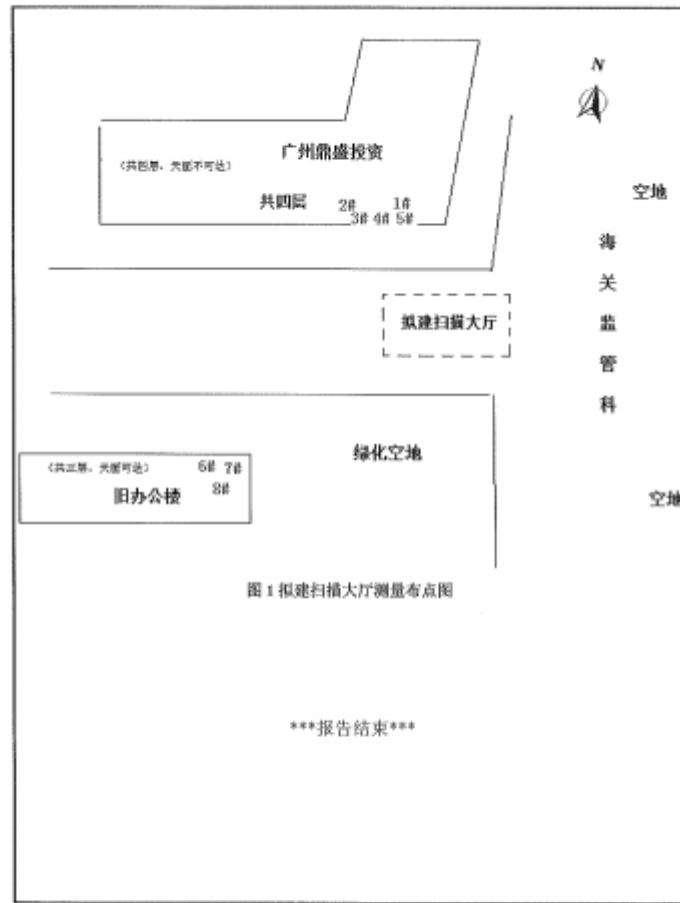 N
广州鼎盛投资
（共四层、天面不可达）
空地
共四层
2# 1#
3# 4# 5#
海关监管科
拟建扫描大厅
绿化空地
（共三层、天面可达）
6# 7#
8#
旧办公楼
空地
图1拟建扫描大厅测量布点图
***报告结束***